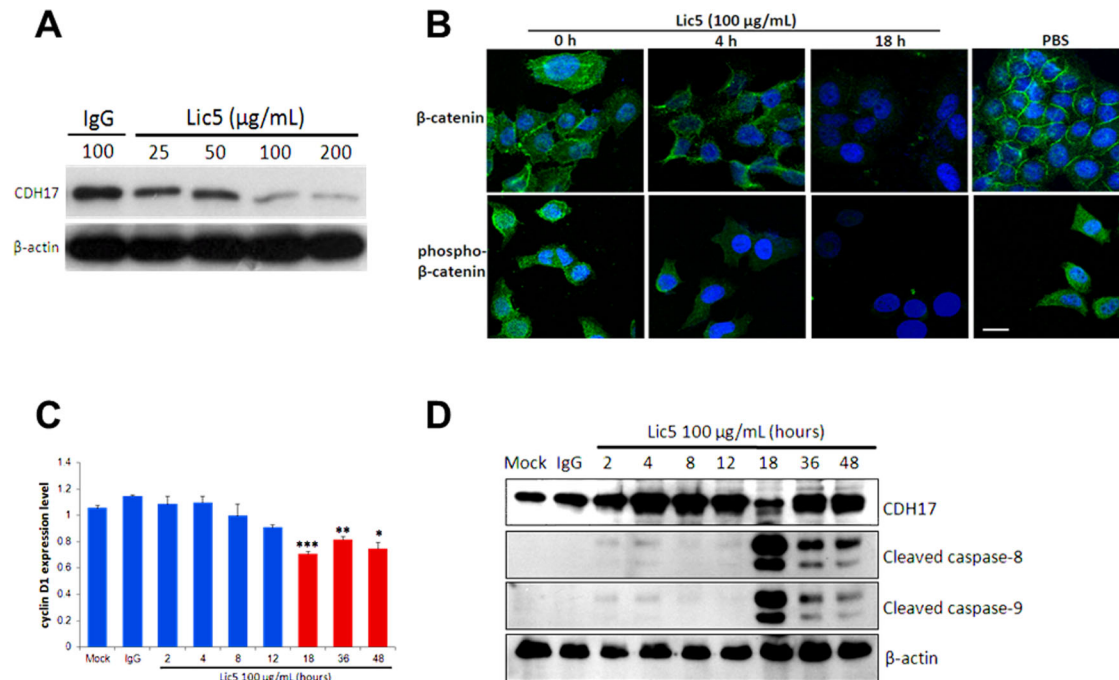 A
IgG Lic5 (µg/mL)
100 25 50 100 200
CDH17
β-actin
B
Lic5 (100 µg/mL)
0 h 4 h 18 h PBS
β-catenin
phospho-
β-catenin
C
cyclin D1 expression level
1.4
1.2
1
0.8
0.6
0.4
0.2
0
*** ** *
Mock IgG 2 4 8 12 18 36 48
Lic5 100 µg/mL (hours)
D
Lic5 100 µg/mL (hours)
Mock IgG 2 4 8 12 18 36 48
CDH17
Cleaved caspase-8
Cleaved caspase-9
β-actin